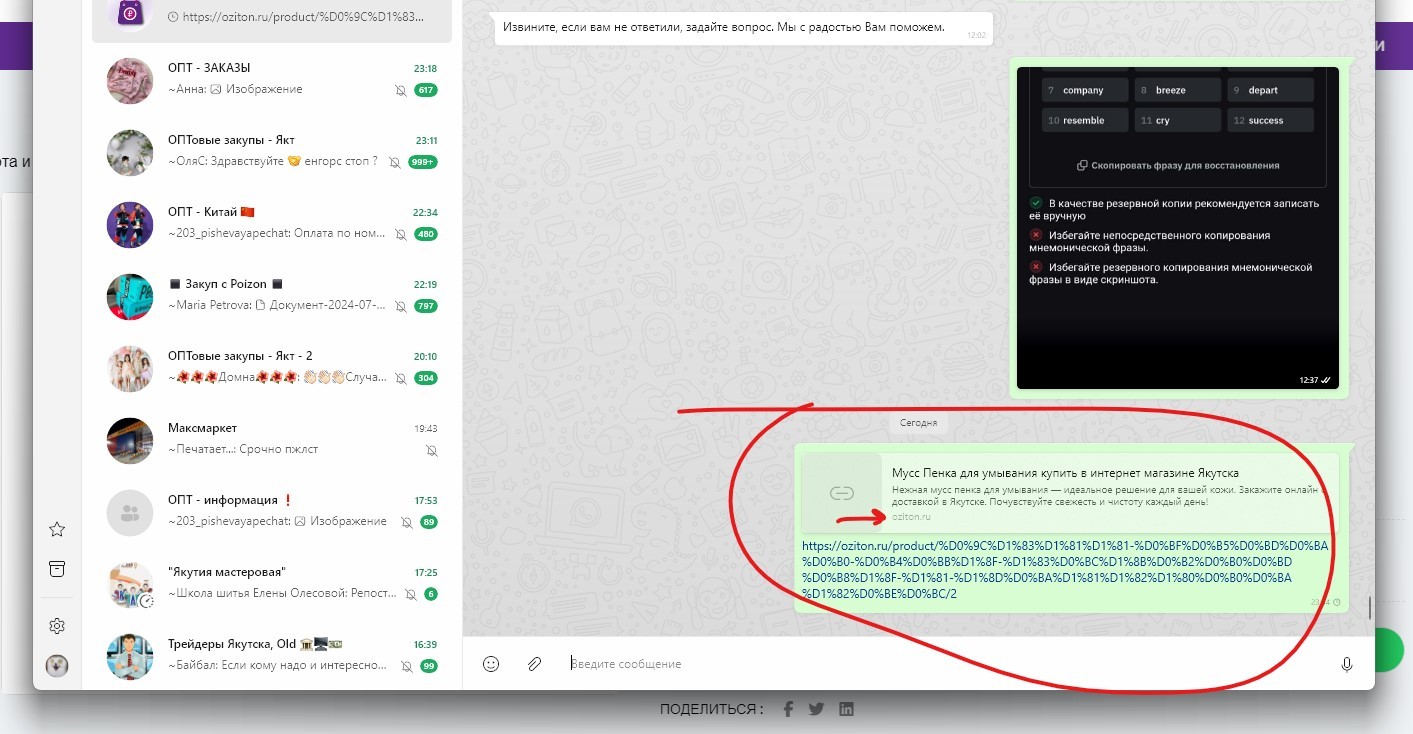 https://oziton.ru/product/%D0%9C%D1%83...
ОПТ - ЗАКАЗЫ
23:18
~Анна: Изображение
617
ОПТовые закупы - Якт
23:11
~ОляС: Здравствуйте 🤝 енгорс стоп ?
999+
ОПТ - Китай 🇨🇳
22:34
~203_pishevayapechat: Оплата по ном...
480
⬛ Закуп с Poizon ⬛
22:19
~Maria Petrova: Документ-2024-07-...
797
ОПТовые закупы - Якт - 2
20:10
~🌺🌺🌺Домна🌺🌺🌺: 👏🏻👏🏻👏🏻Случа...
304
Максмаркет
19:43
~Печатает...: Срочно пжлст
ОПТ - информация ❗
17:53
~203_pishevayapechat: Изображение
89
"Якутия мастеровая"
17:25
~Школа шитья Елены Олесовой: Репост...
6
Трейдеры Якутска, Old 🏛️🖥️💵
16:39
~Байбал: Если кому надо и интересно...
99
Извините, если вам не ответили, задайте вопрос. Мы с радостью Вам поможем.
12:02
7 company 8 breeze 9 depart
10 resemble 11 cry 12 success
Скопировать фразу для восстановления
В качестве резервной копии рекомендуется записать
её вручную
Избегайте непосредственного копирования
мнемонической фразы.
Избегайте резервного копирования мнемонической
фразы в виде скриншота.
12:37
Сегодня
Мусс Пенка для умывания купить в интернет магазине Якутска
Нежная мусс пенка для умывания — идеальное решение для вашей кожи. Закажите онлайн с
доставкой в Якутске. Почувствуйте свежесть и чистоту каждый день!
oziton.ru
https://oziton.ru/product/%D0%9C%D1%83%D1%81%D1%81-%D0%BF%D0%B5%D0%BD%D0%BA
%D0%B0-%D0%B4%D0%BB%D1%8F-%D1%83%D0%BC%D1%8B%D0%B2%D0%B0%D0%BD
%D0%B8%D1%8F-%D1%81-%D1%8D%D0%BA%D1%81%D1%82%D1%80%D0%B0%D0%BA
%D1%82%D0%BE%D0%BC/2
Введите сообщение
ПОДЕЛИТЬСЯ :